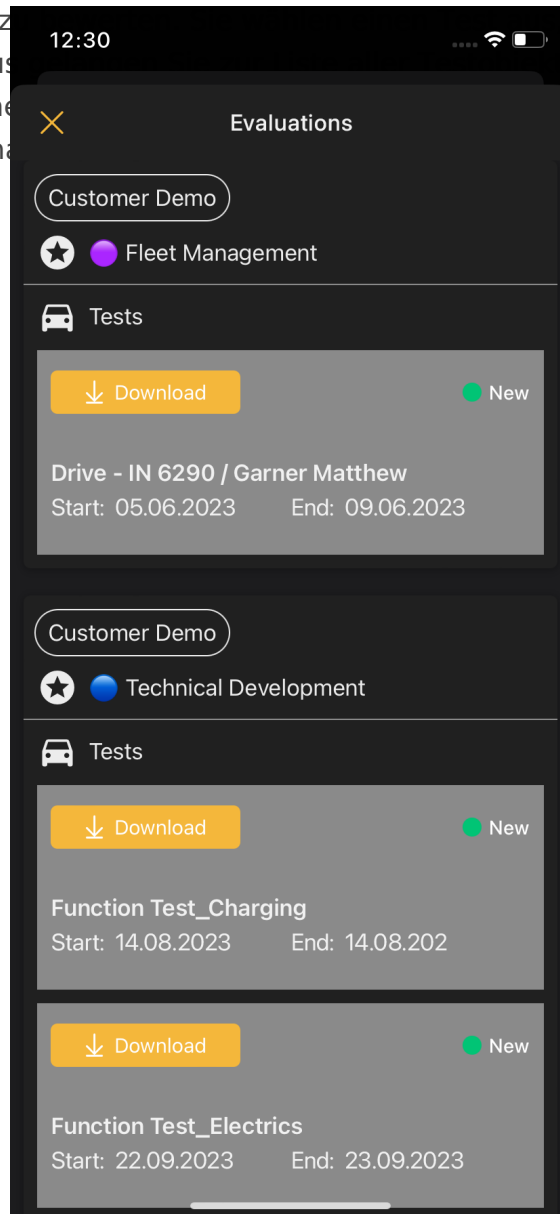 12:30
Evaluations
Customer Demo
Fleet Management
Tests
Download
New
Drive - IN 6290 / Garner Matthew
Start: 05.06.2023 End: 09.06.2023
Customer Demo
Technical Development
Tests
Download
New
Function Test_Charging
Start: 14.08.2023 End: 14.08.202
Download
New
Function Test_Electrics
Start: 22.09.2023 End: 23.09.2023